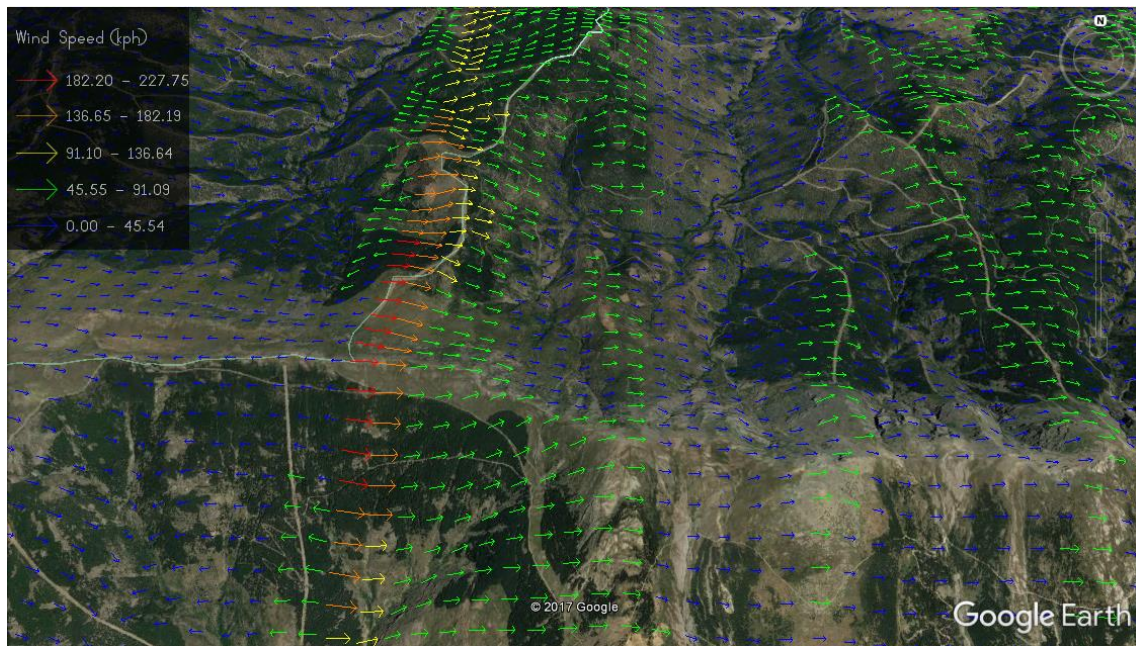 Wind Speed (kph)
182.20 - 227.75
136.65 - 182.19
91.10 - 136.64
45.55 - 91.09
0.00 - 45.54
N
© 2017 Google
Google Earth